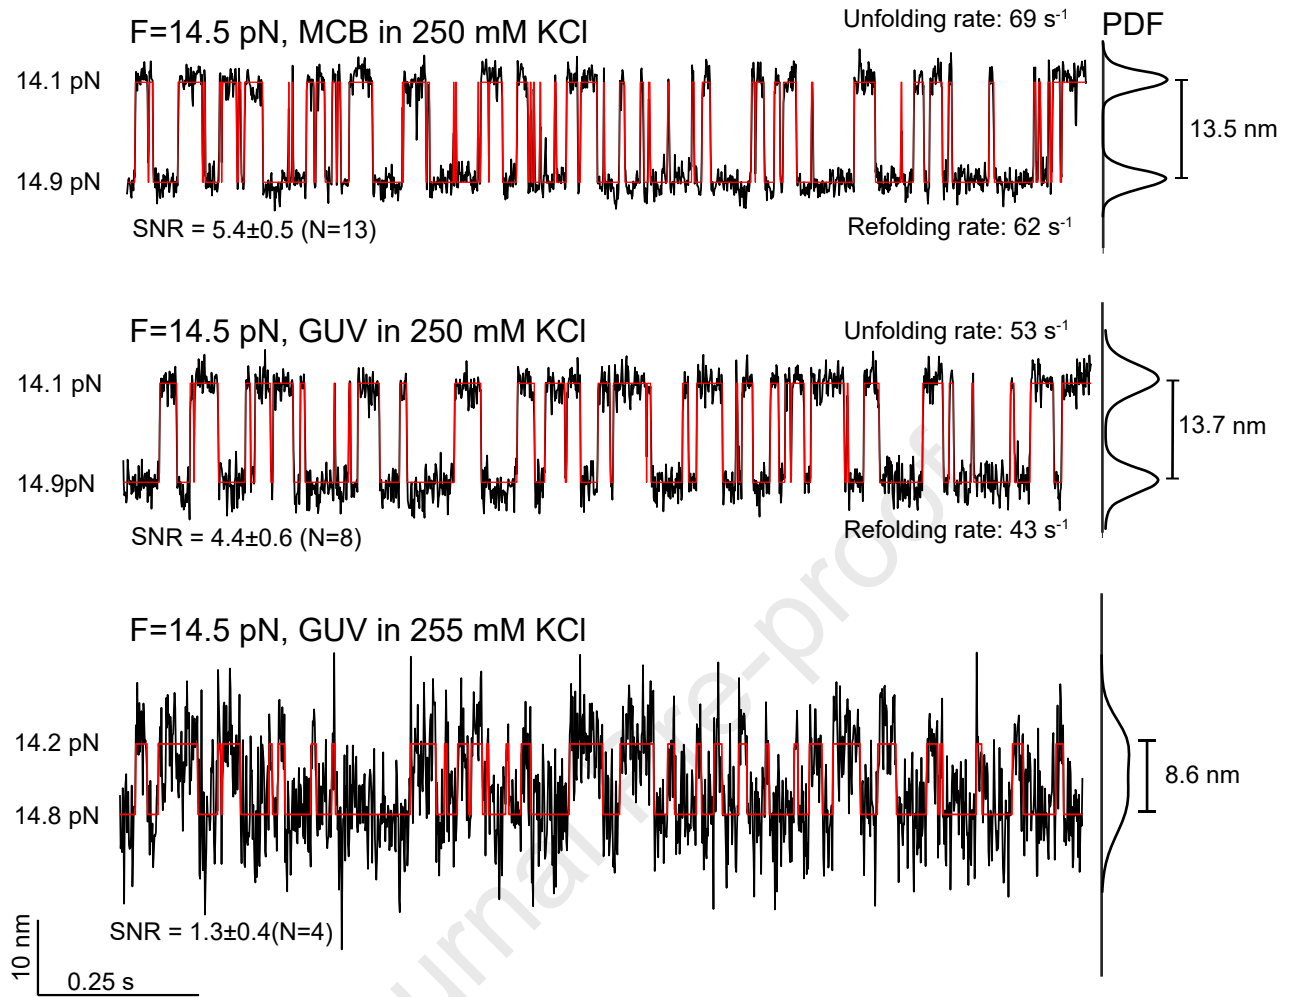 F=14.5 pN, MCB in 250 mM KCl
Unfolding rate: 69 s⁻¹
PDF
14.1 pN
13.5 nm
14.9 pN
SNR = 5.4±0.5 (N=13)
Refolding rate: 62 s⁻¹
F=14.5 pN, GUV in 250 mM KCl
Unfolding rate: 53 s⁻¹
14.1 pN
13.7 nm
14.9pN
SNR = 4.4±0.6 (N=8)
Refolding rate: 43 s⁻¹
F=14.5 pN, GUV in 255 mM KCl
14.2 pN
8.6 nm
14.8 pN
SNR = 1.3±0.4(N=4)
10 nm
0.25 s
urnal Pre-proof